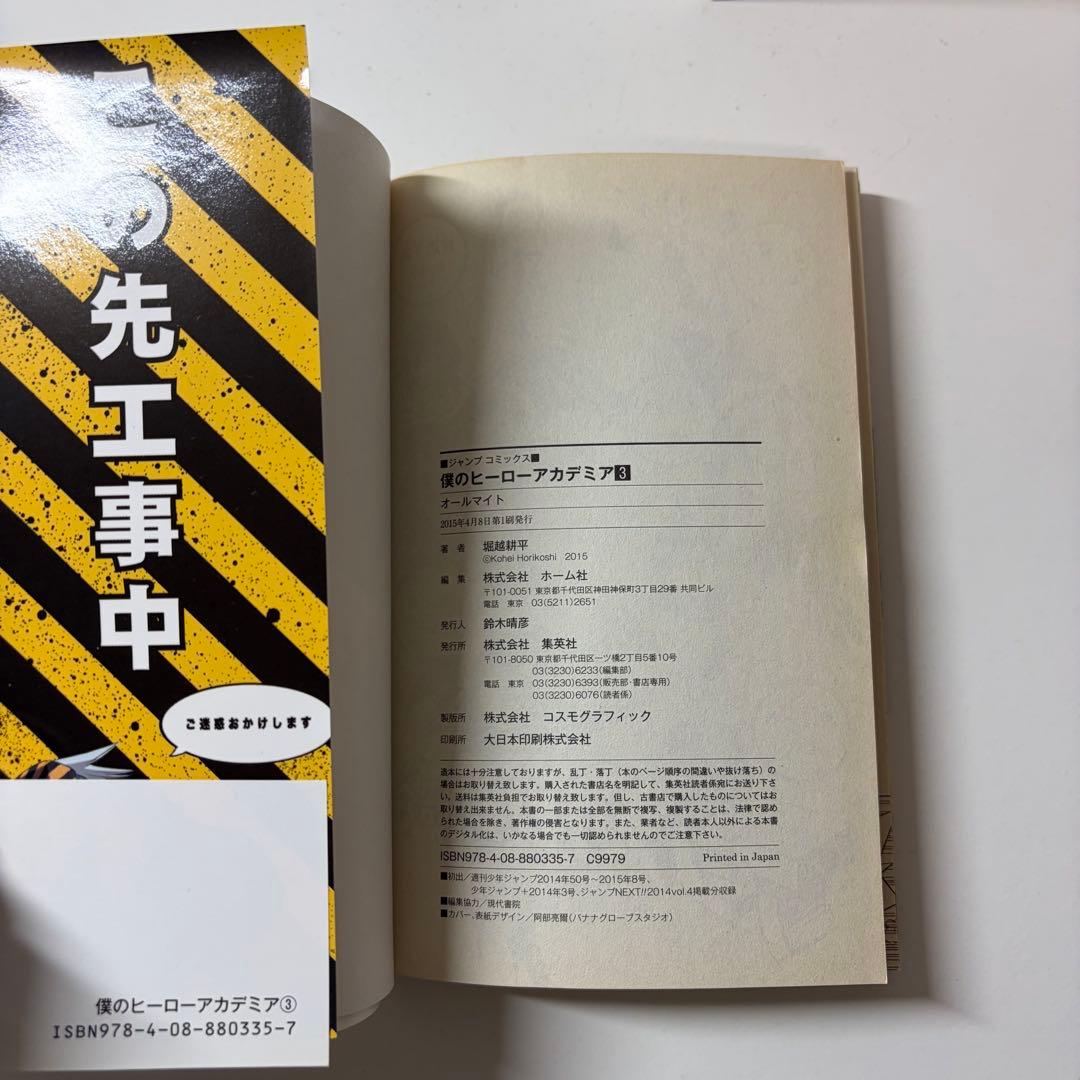 この先工事中
ご迷惑おかけします
僕のヒーローアカデミア③
ISBN978-4-08-880335-7
■ジャンプ コミックス■
僕のヒーローアカデミア3
オールマイト
2015年4月8日第1刷発行
著 者 堀越耕平
©Kohei Horikoshi 2015
編 集 株式会社 ホーム社
〒101-0051 東京都千代田区神田神保町3丁目29番 共同ビル
電話 東京 03(5211)2651
発行人 鈴木晴彦
発行所 株式会社 集英社
〒101-8050 東京都千代田区一ツ橋2丁目5番10号
03(3230)6233(編集部)
電話 東京 03(3230)6393(販売部・書店専用)
03(3230)6076(読者係)
製版所 株式会社 コスモグラフィック
印刷所 大日本印刷株式会社
造本には十分注意しておりますが、乱丁・落丁(本のページ順序の間違いや抜け落ち)の
場合はお取り替え致します。購入された書店名を明記して、集英社読者係宛にお送り下さ
い。送料は集英社負担でお取り替え致します。但し、古書店で購入したものについてはお
取り替え出来ません。本書の一部または全部を無断で複写、複製することは、法律で認め
られた場合を除き、著作権の侵害となります。また、業者など、読者本人以外による本書
のデジタル化は、いかなる場合でも一切認められませんのでご注意下さい。
ISBN978-4-08-880335-7 C9979 Printed in Japan
■初出/週刊少年ジャンプ2014年50号〜2015年8号、
少年ジャンプ+2014年3号、ジャンプNEXT!!2014vol.4掲載分収録
■編集協力/現代書院
■カバー、表紙デザイン/阿部亮爾(バナナグローブスタジオ)